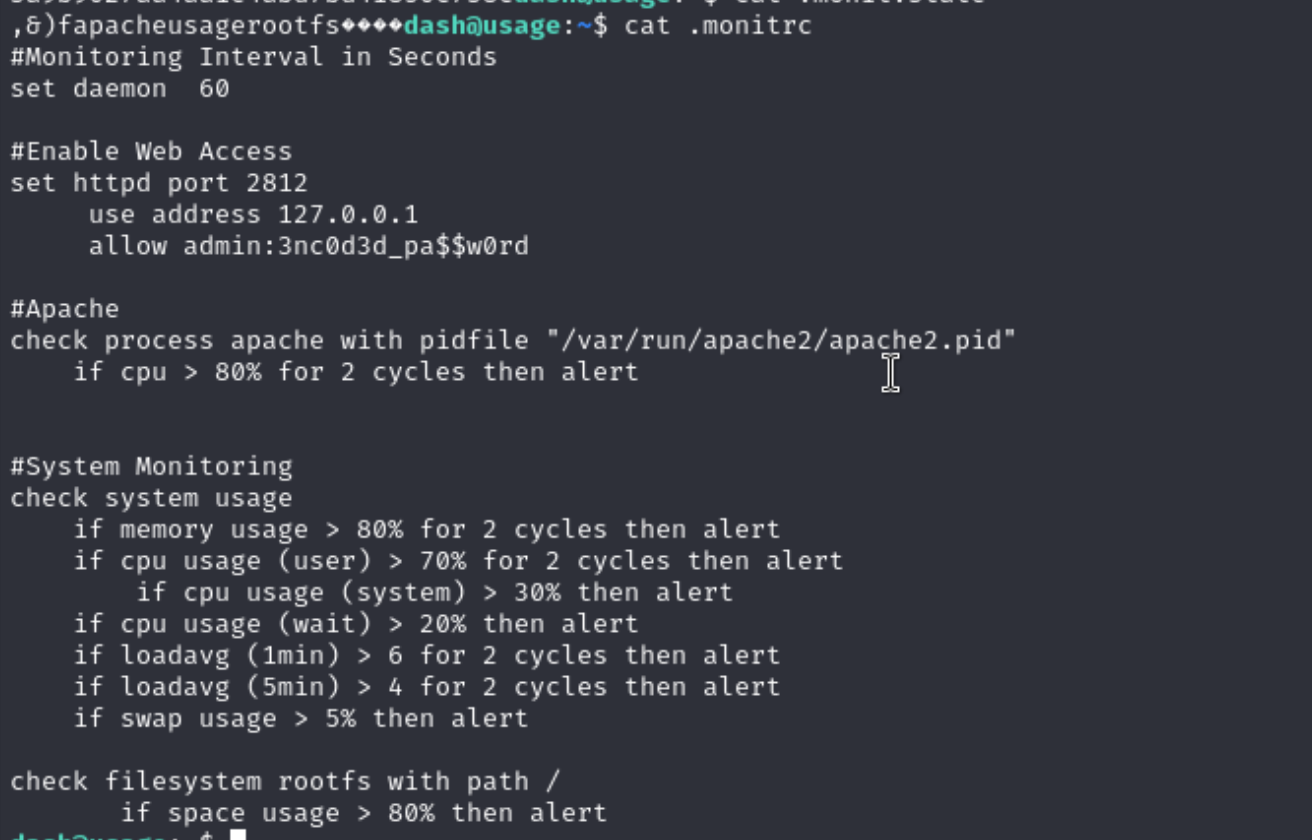 ,&)fapacheusagerootfs����dash@usage:~$ cat .monitrc
#Monitoring Interval in Seconds
set daemon  60

#Enable Web Access
set httpd port 2812
     use address 127.0.0.1
     allow admin:3nc0d3d_pa$$w0rd

#Apache
check process apache with pidfile "/var/run/apache2/apache2.pid"
    if cpu > 80% for 2 cycles then alert


#System Monitoring
check system usage
    if memory usage > 80% for 2 cycles then alert
    if cpu usage (user) > 70% for 2 cycles then alert
        if cpu usage (system) > 30% then alert
    if cpu usage (wait) > 20% then alert
    if loadavg (1min) > 6 for 2 cycles then alert
    if loadavg (5min) > 4 for 2 cycles then alert
    if swap usage > 5% then alert

check filesystem rootfs with path /
       if space usage > 80% then alert
dash@usage:~$